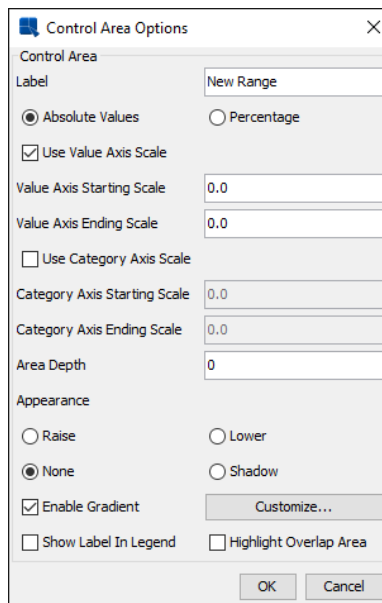 Control Area Options
Control Area
Label New Range
Absolute Values Percentage
Use Value Axis Scale
Value Axis Starting Scale 0.0
Value Axis Ending Scale 0.0
Use Category Axis Scale
Category Axis Starting Scale 0.0
Category Axis Ending Scale 0.0
Area Depth 0
Appearance
Raise Lower
None Shadow
Enable Gradient Customize...
Show Label In Legend Highlight Overlap Area
OK Cancel